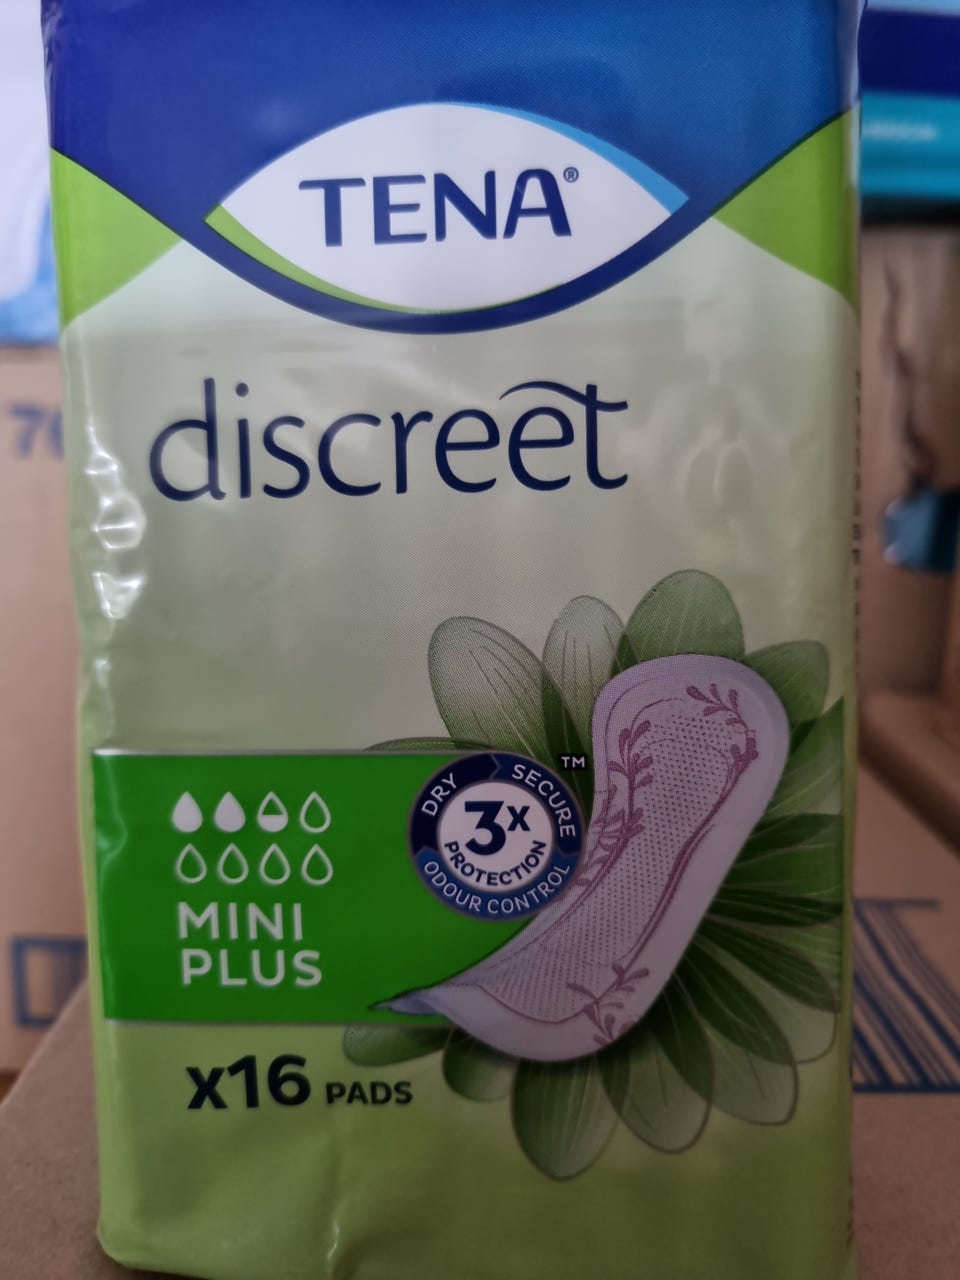 TENA®
discreet
DRY SECURE
3x
PROTECTION
ODOUR CONTROL
TM
MINI
PLUS
x16 PADS